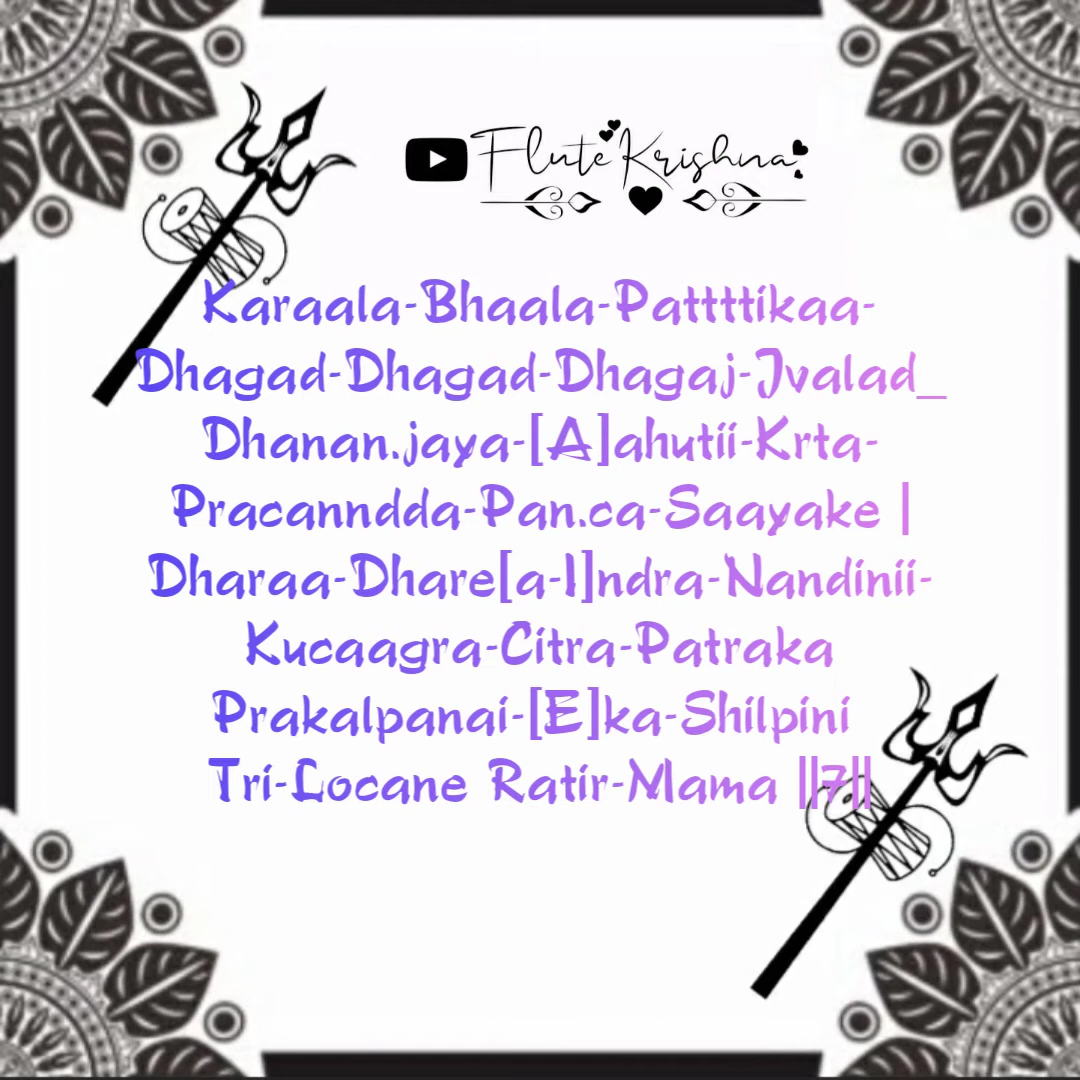 Flute Krishna
Karaala-Bhaala-Patttttikaa-
Dhagad-Dhagad-Dhagaj-Jvalad_
Dhanan.jaya-[A]ahutii-Krta-
Pracanndda-Pan.ca-Saayake |
Dharaa-Dhare[a-I]ndra-Nandinii-
Kucaagra-Citra-Patraka
Prakalpanai-[E]ka-Shilpini
Tri-Locane Ratir-Mama ||7||